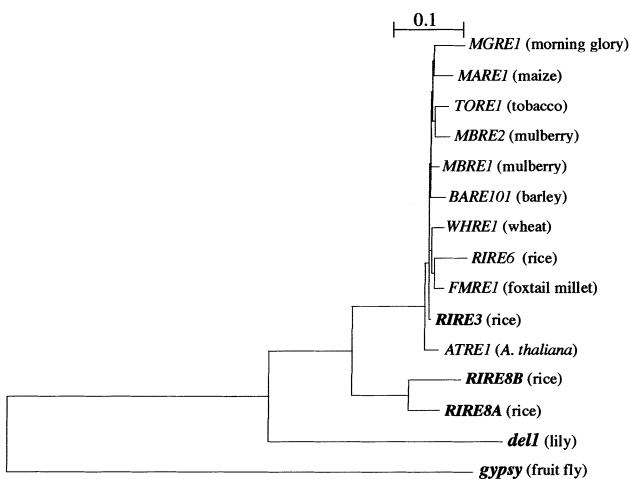 0.1
MGRE1 (morning glory)
MARE1 (maize)
TORE1 (tobacco)
MBRE2 (mulberry)
MBRE1 (mulberry)
BARE101 (barley)
WHRE1 (wheat)
RIRE6 (rice)
FMRE1 (foxtail millet)
RIRE3 (rice)
ATRE1 (A. thaliana)
RIRE8B (rice)
RIRE8A (rice)
del1 (lily)
gypsy (fruit fly)